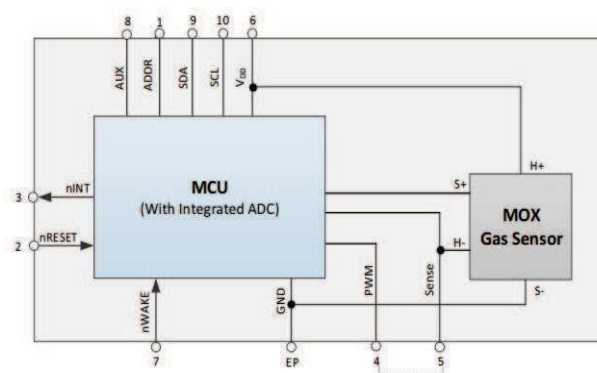 8 1 9 10 6
AUX ADDR SDA SCL VDD
H+
3 nINT
MCU
(With Integrated ADC)
S+
MOX
Gas Sensor
2 nRESET
H-
nWAKE GND PWM Sense
S-
7 EP 4 5